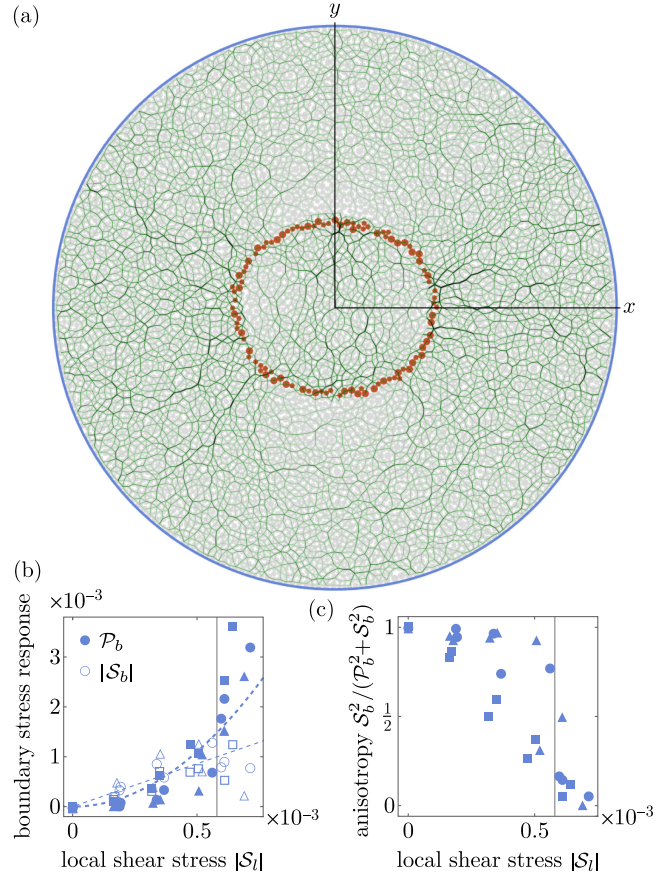 (a)
y
x
(b)
×10⁻³
boundary stress response
3
2
1
0
𝒫_b
|𝒮_b|
0
0.5
×10⁻³
local shear stress |𝒮_l|
(c)
anisotropy 𝒮_b²/(𝒫_b²+𝒮_b²)
1
1/2
0
0
0.5
×10⁻³
local shear stress |𝒮_l|